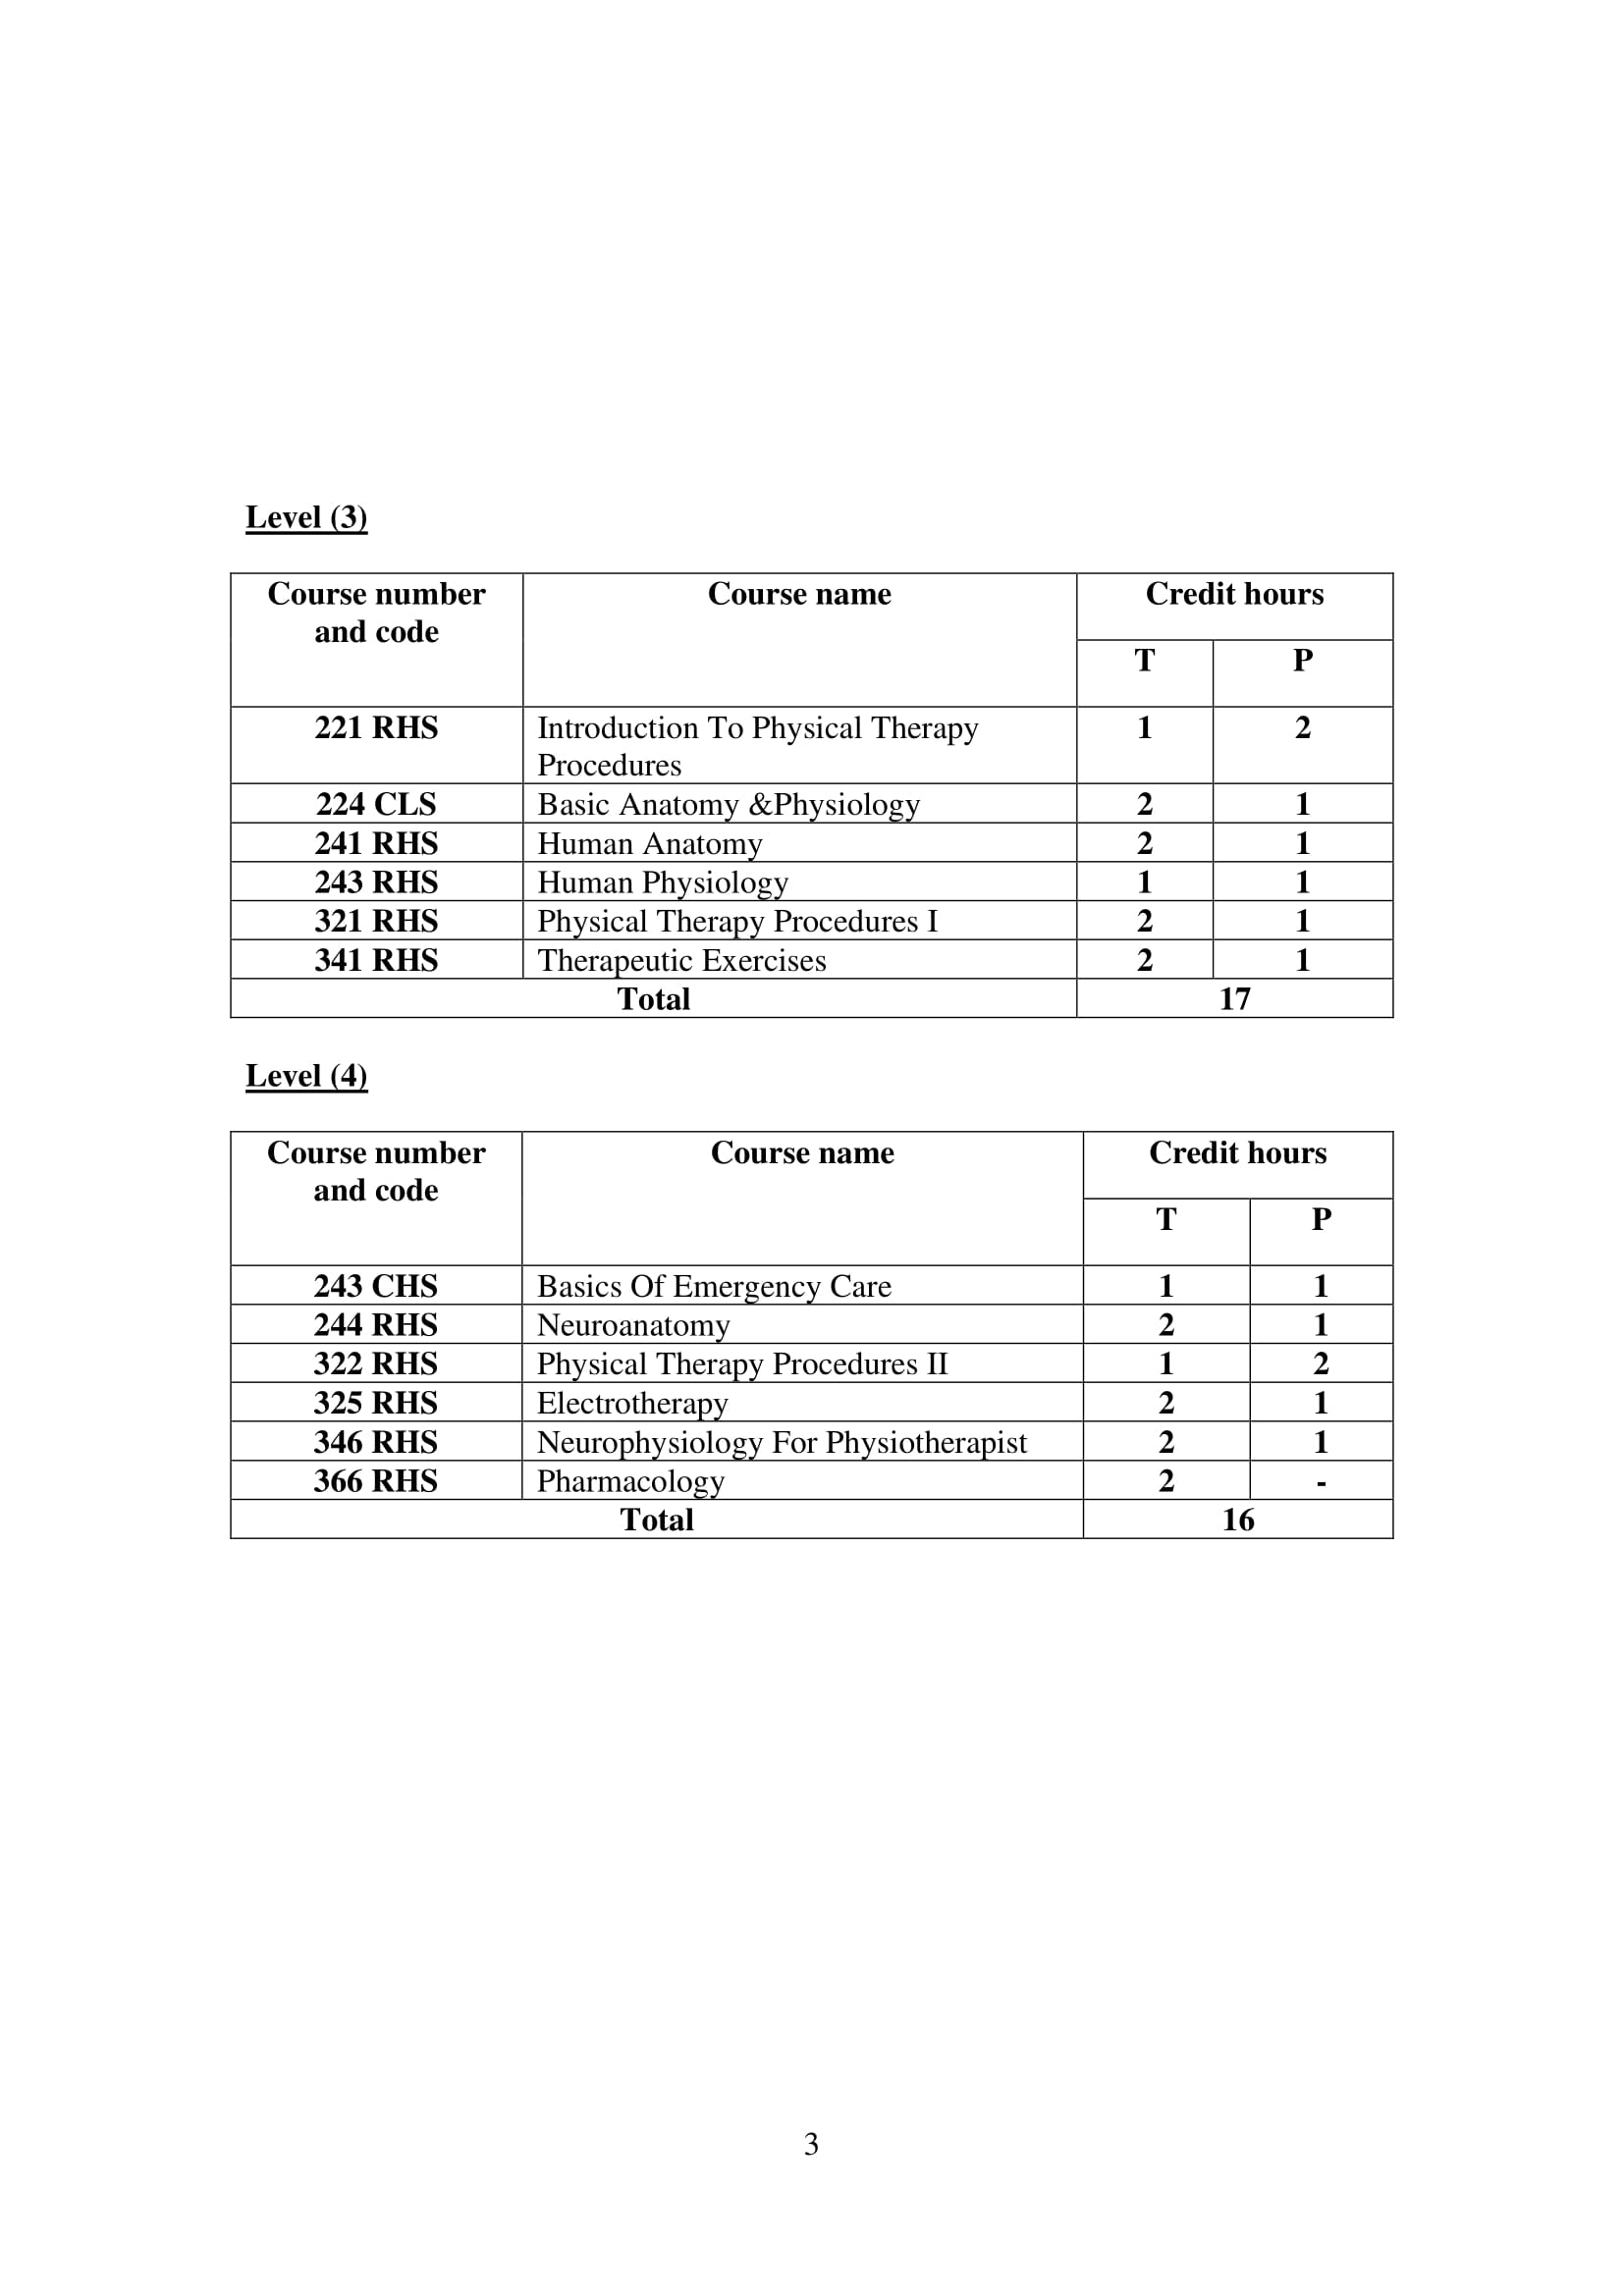 Level (3)
Course number
and code
Course name
Credit hours
T
P
221 RHS
Introduction To Physical Therapy
Procedures
1
2
224 CLS
Basic Anatomy &Physiology
2
1
241 RHS
Human Anatomy
2
1
243 RHS
Human Physiology
1
1
321 RHS
Physical Therapy Procedures I
2
1
341 RHS
Therapeutic Exercises
2
1
Total
17
Level (4)
Course number
and code
Course name
Credit hours
T
P
243 CHS
Basics Of Emergency Care
1
1
244 RHS
Neuroanatomy
2
1
322 RHS
Physical Therapy Procedures II
1
2
325 RHS
Electrotherapy
2
1
346 RHS
Neurophysiology For Physiotherapist
2
1
366 RHS
Pharmacology
2
-
Total
16
3